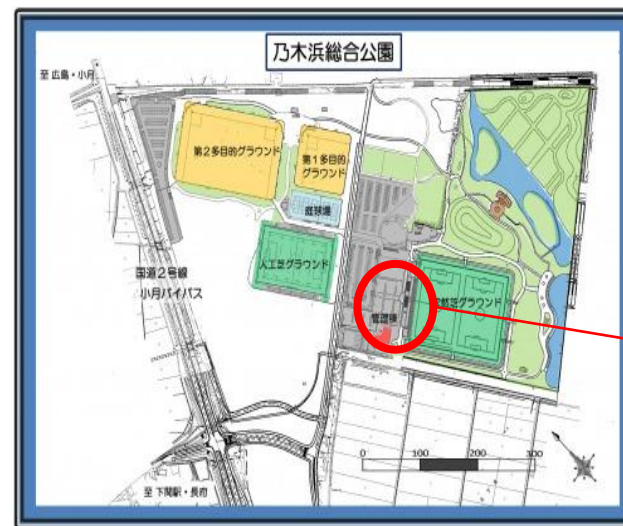 乃木浜総合公園
至 広島・小月
第2多目的グラウンド
第1多目的
グラウンド
庭球場
人工芝グラウンド
天然芝グラウンド
国道2号線
小月バイパス
管理棟
0 100 200 300
至 下関駅・長府